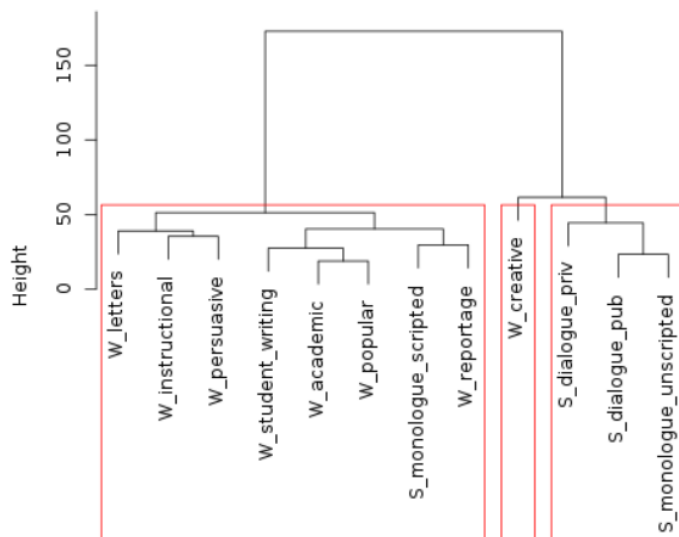 150
100
50
0
Height
W_letters
W_instructional
W_persuasive
W_student_writing
W_academic
W_popular
S_monologue_scripted
W_reportage
W_creative
S_dialogue_priv
S_dialogue_pub
S_monologue_unscripted